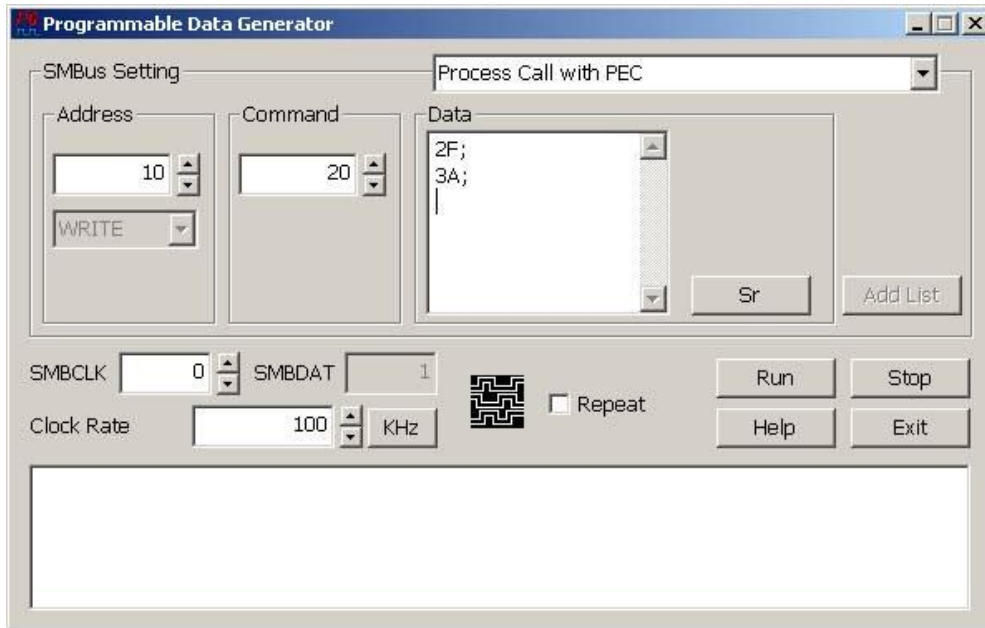 Programmable Data Generator
SMBus Setting
Process Call with PEC
Address
Command
Data
10
20
2F;
3A;
WRITE
Sr
Add List
SMBCLK
0
SMBDAT
1
Run
Stop
Repeat
Clock Rate
100
KHz
Help
Exit